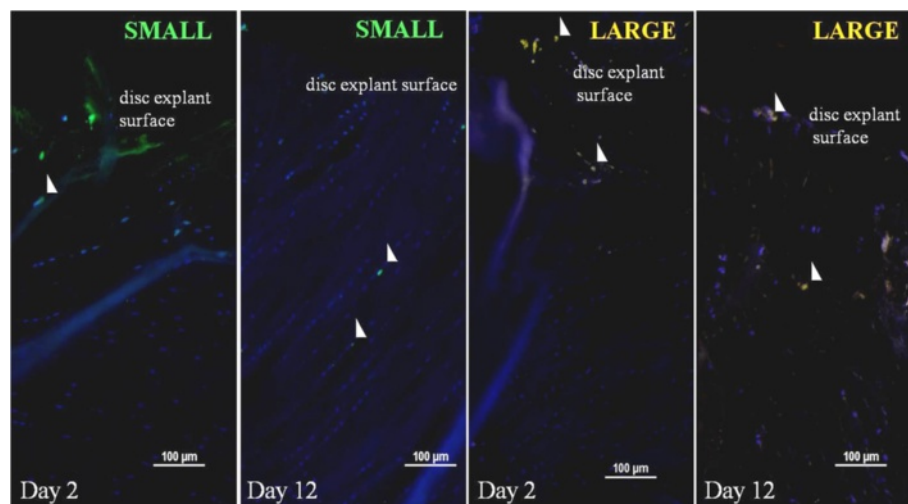 SMALL
disc explant
surface
100 µm
Day 2
SMALL
disc explant surface
100 µm
Day 12
LARGE
disc explant
surface
100 µm
Day 2
LARGE
disc explant
surface
100 µm
Day 12